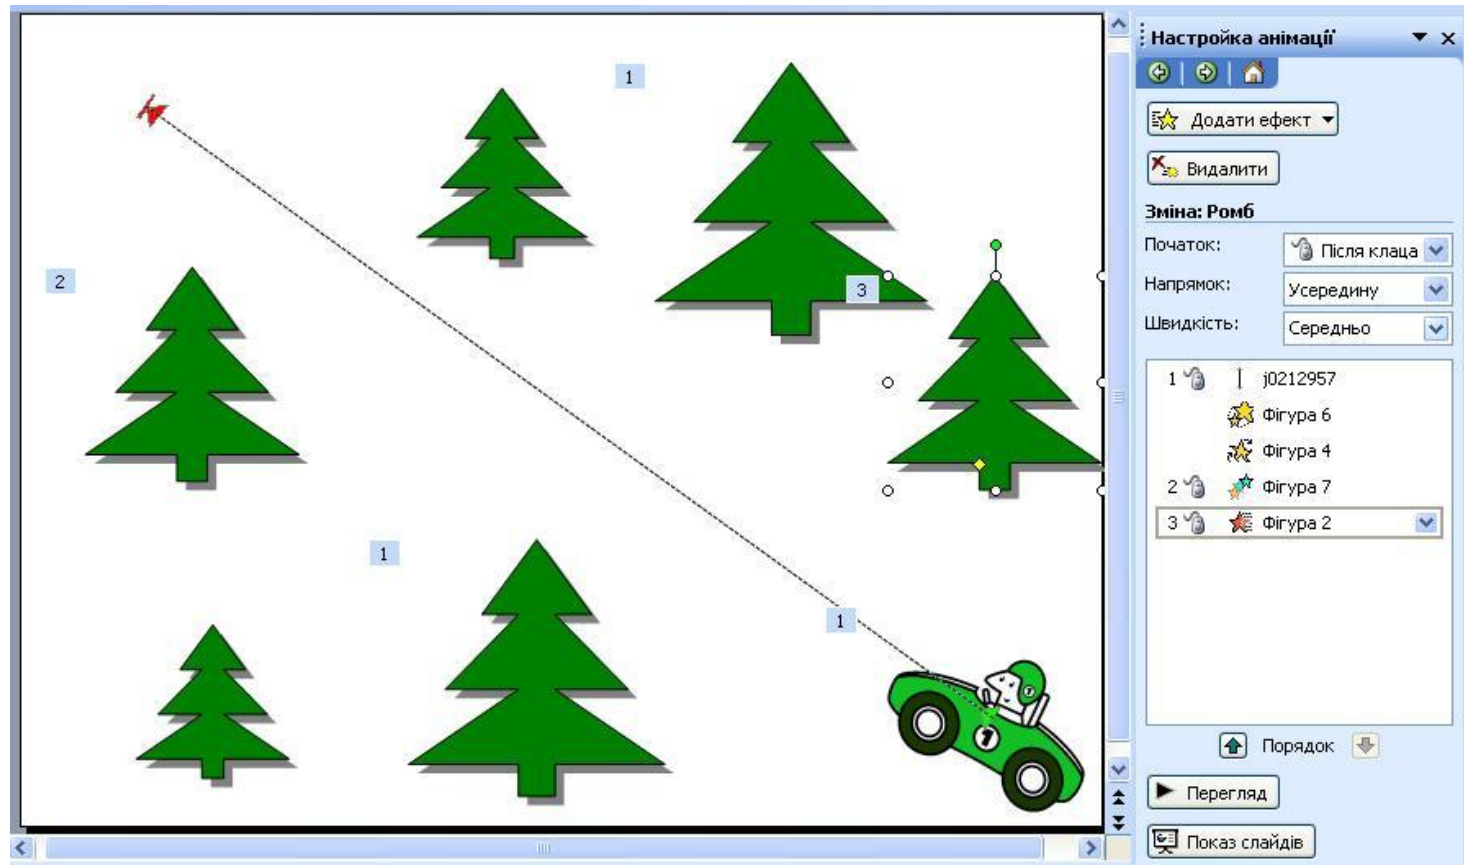 1
2
3
1
1
1
Настройка анімації
Додати ефект
Видалити
Зміна: Ромб
Початок: Після клаца
Напрямок: Усередину
Швидкість: Середньо
1 j0212957
Фігура 6
Фігура 4
2 Фігура 7
3 Фігура 2
Порядок
Перегляд
Показ слайдів